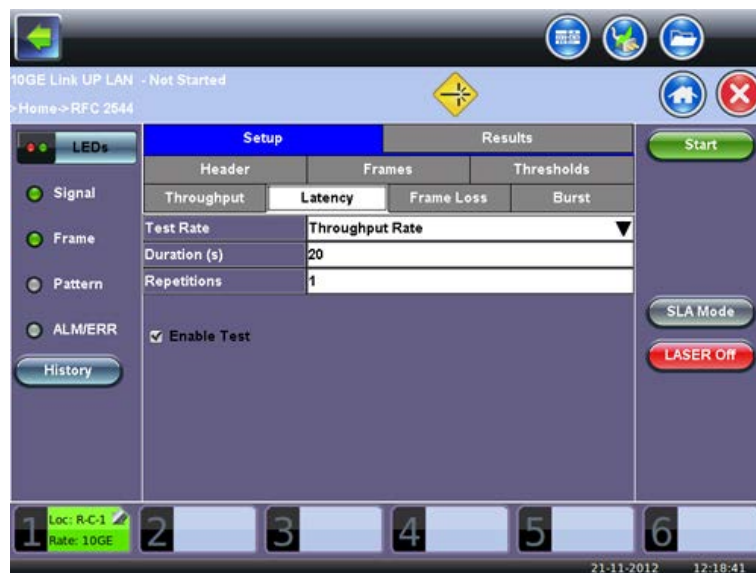 10GE Link UP LAN - Not Started
>Home->RFC 2544
LEDs
Signal
Frame
Pattern
ALM/ERR
History
Setup
Results
Header
Frames
Thresholds
Throughput
Latency
Frame Loss
Burst
Test Rate
Throughput Rate
Duration (s)
20
Repetitions
1
Enable Test
Start
SLA Mode
LASER Off
1
Loc: R-C-1
Rate: 10GE
2
3
4
5
6
21-11-2012 12:18:41